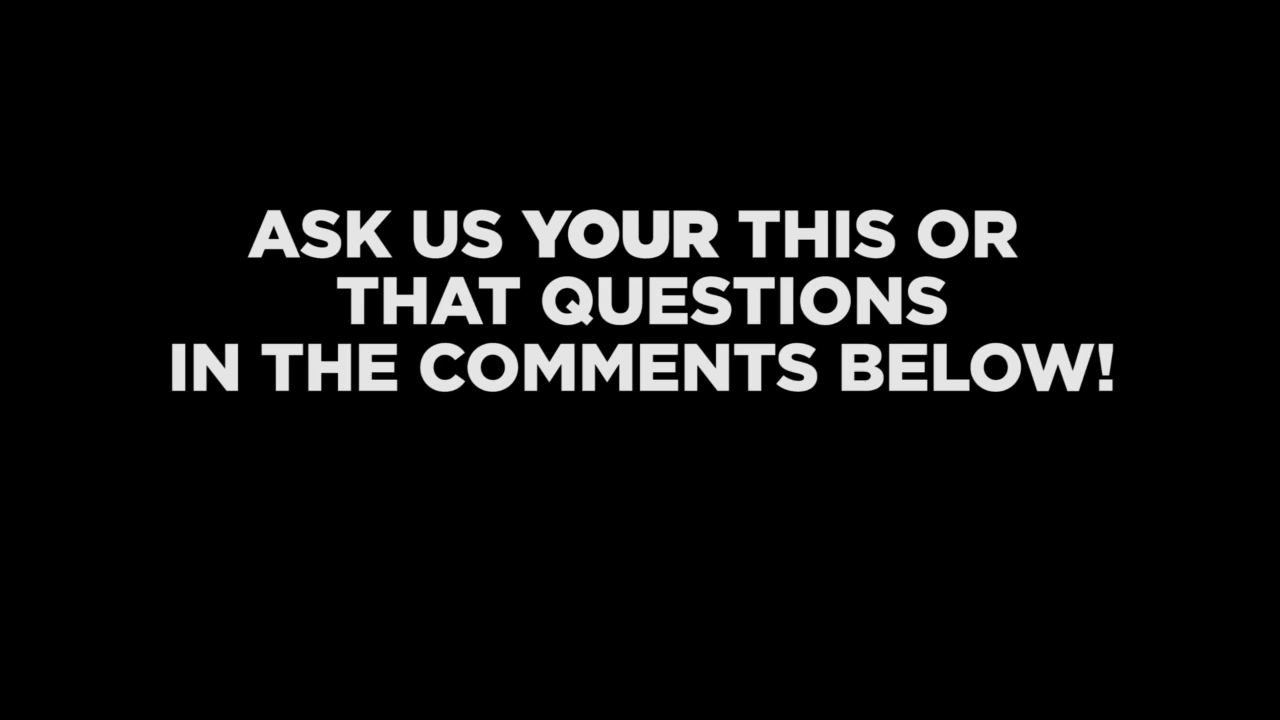 ASK US YOUR THIS OR
THAT QUESTIONS
IN THE COMMENTS BELOW!